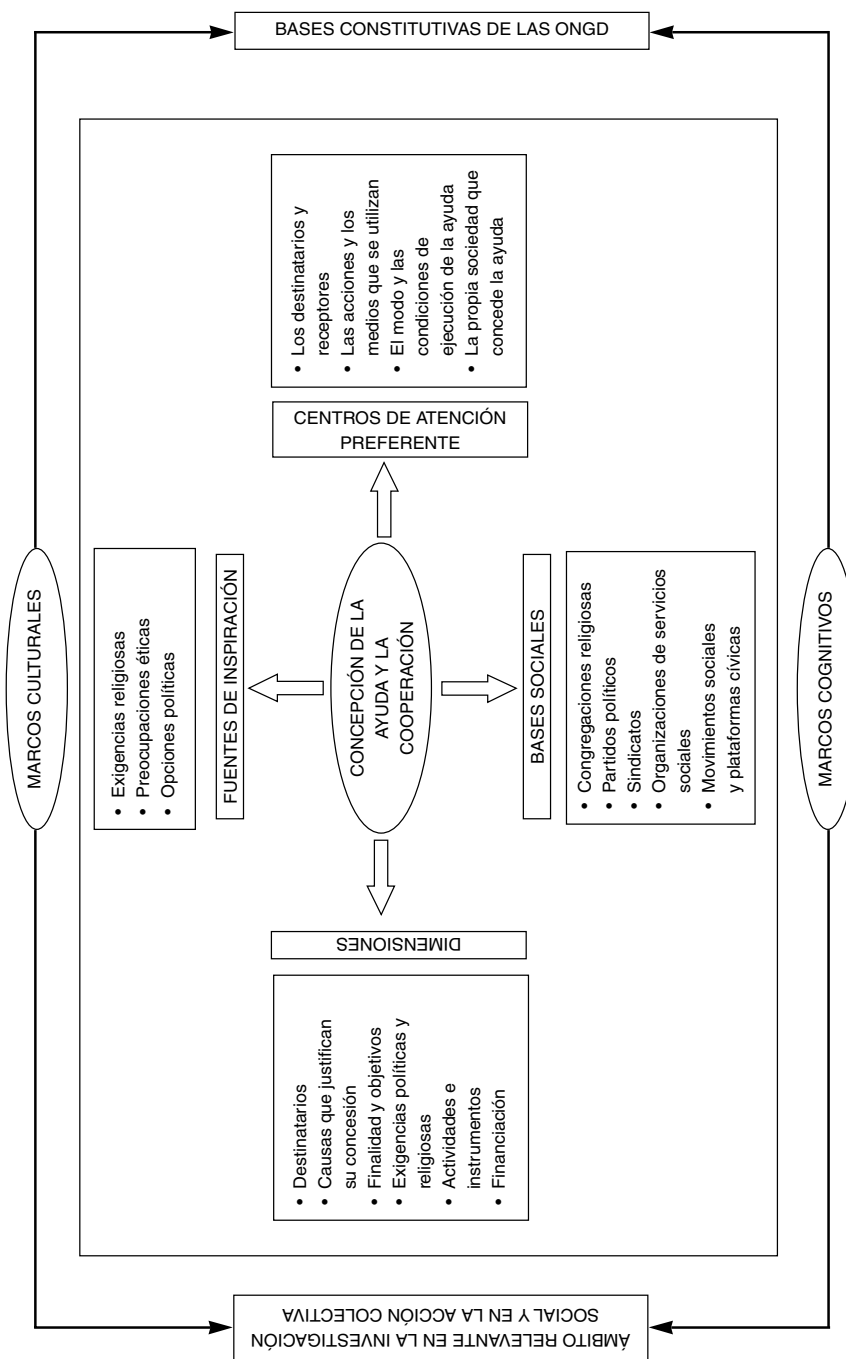 MARCOS CULTURALES
ÁMBITO RELEVANTE EN LA INVESTIGACIÓN
SOCIAL Y EN LA ACCIÓN COLECTIVA
• Exigencias religiosas
• Preocupaciones éticas
• Opciones políticas
FUENTES DE INSPIRACIÓN
• Destinatarios
• Causas que justifican
su concesión
• Finalidad y objetivos
• Exigencias políticas y
religiosas
• Actividades e
instrumentos
• Financiación
DIMENSIONES
CONCEPCIÓN DE LA
AYUDA Y LA
COOPERACIÓN
CENTROS DE ATENCIÓN
PREFERENTE
• Los destinatarios y
receptores
• Las acciones y los
medios que se utilizan
• El modo y las
condiciones de
ejecución de la ayuda
• La propia sociedad que
concede la ayuda
BASES SOCIALES
• Congregaciones religiosas
• Partidos políticos
• Sindicatos
• Organizaciones de servicios
sociales
• Movimientos sociales
y plataformas cívicas
BASES CONSTITUTIVAS DE LAS ONGD
MARCOS COGNITIVOS